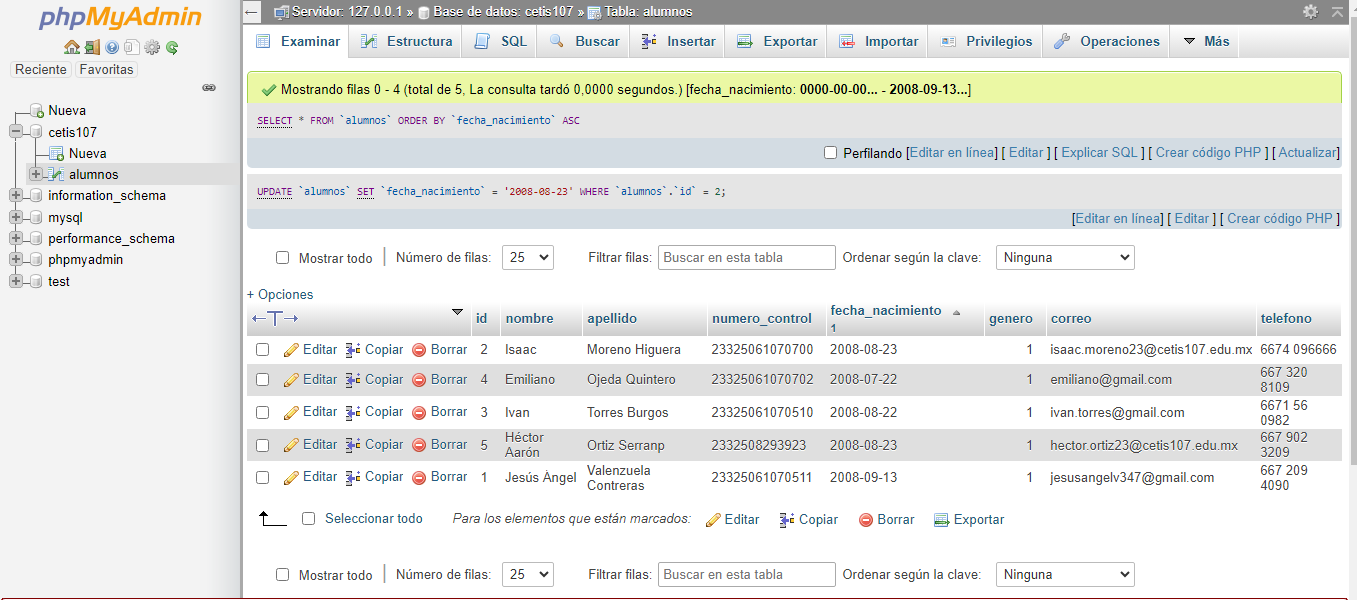 phpMyAdmin
Reciente Favoritas
Nueva
cetis107
Nueva
alumnos
information_schema
mysql
performance_schema
phpmyadmin
test
Servidor: 127.0.0.1 » Base de datos: cetis107 » Tabla: alumnos
Examinar Estructura SQL Buscar Insertar Exportar Importar Privilegios Operaciones Más
Mostrando filas 0 - 4 (total de 5, La consulta tardó 0,0000 segundos.) [fecha_nacimiento: 0000-00-00... - 2008-09-13...]
SELECT * FROM `alumnos` ORDER BY `fecha_nacimiento` ASC
Perfilando [Editar en línea] [ Editar ] [ Explicar SQL ] [ Crear código PHP ] [ Actualizar]
UPDATE `alumnos` SET `fecha_nacimiento` = '2008-08-23' WHERE `alumnos`.`id` = 2;
[Editar en línea] [ Editar ] [ Crear código PHP ]
Mostrar todo Número de filas: 25 Filtrar filas: Buscar en esta tabla Ordenar según la clave: Ninguna
+ Opciones
←T→ id nombre apellido numero_control fecha_nacimiento 1 genero correo telefono
Editar Copiar Borrar 2 Isaac Moreno Higuera 23325061070700 2008-08-23 1 isaac.moreno23@cetis107.edu.mx 6674 096666
Editar Copiar Borrar 4 Emiliano Ojeda Quintero 23325061070702 2008-07-22 1 emiliano@gmail.com 667 320 8109
Editar Copiar Borrar 3 Ivan Torres Burgos 23325061070510 2008-08-22 1 ivan.torres@gmail.com 6671 56 0982
Editar Copiar Borrar 5 Héctor Aarón Ortiz Serranp 2332508293923 2008-08-23 1 hector.ortiz23@cetis107.edu.mx 667 902 3209
Editar Copiar Borrar 1 Jesús Ángel Valenzuela Contreras 23325061070511 2008-09-13 1 jesusangelv347@gmail.com 667 209 4090
Seleccionar todo Para los elementos que están marcados: Editar Copiar Borrar Exportar
Mostrar todo Número de filas: 25 Filtrar filas: Buscar en esta tabla Ordenar según la clave: Ninguna